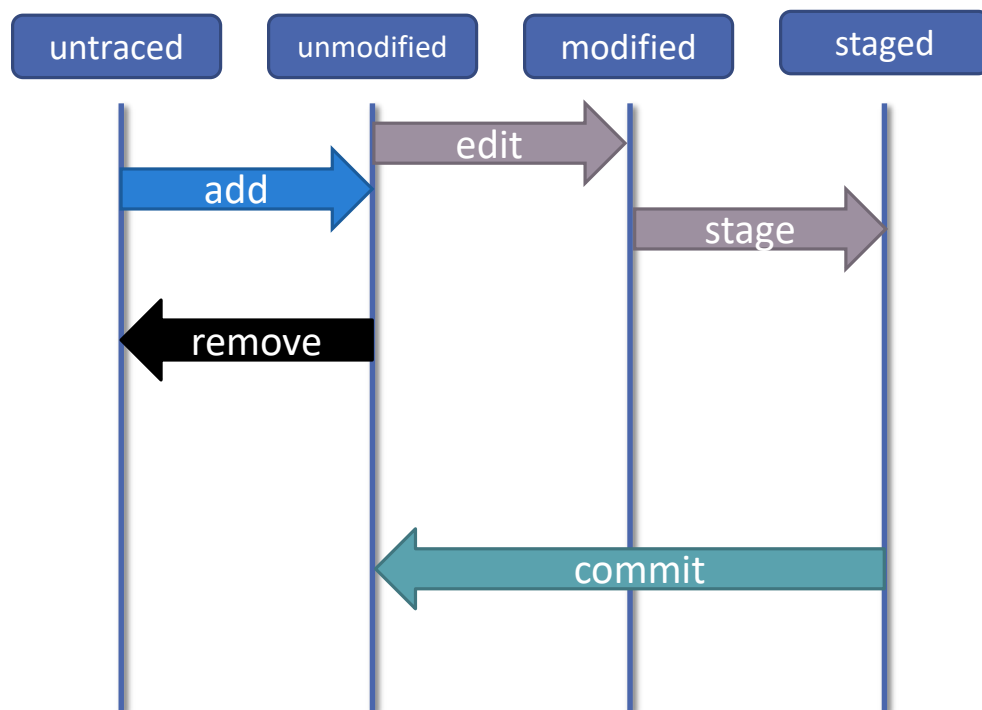 untraced
unmodified
modified
staged
edit
add
stage
remove
commit